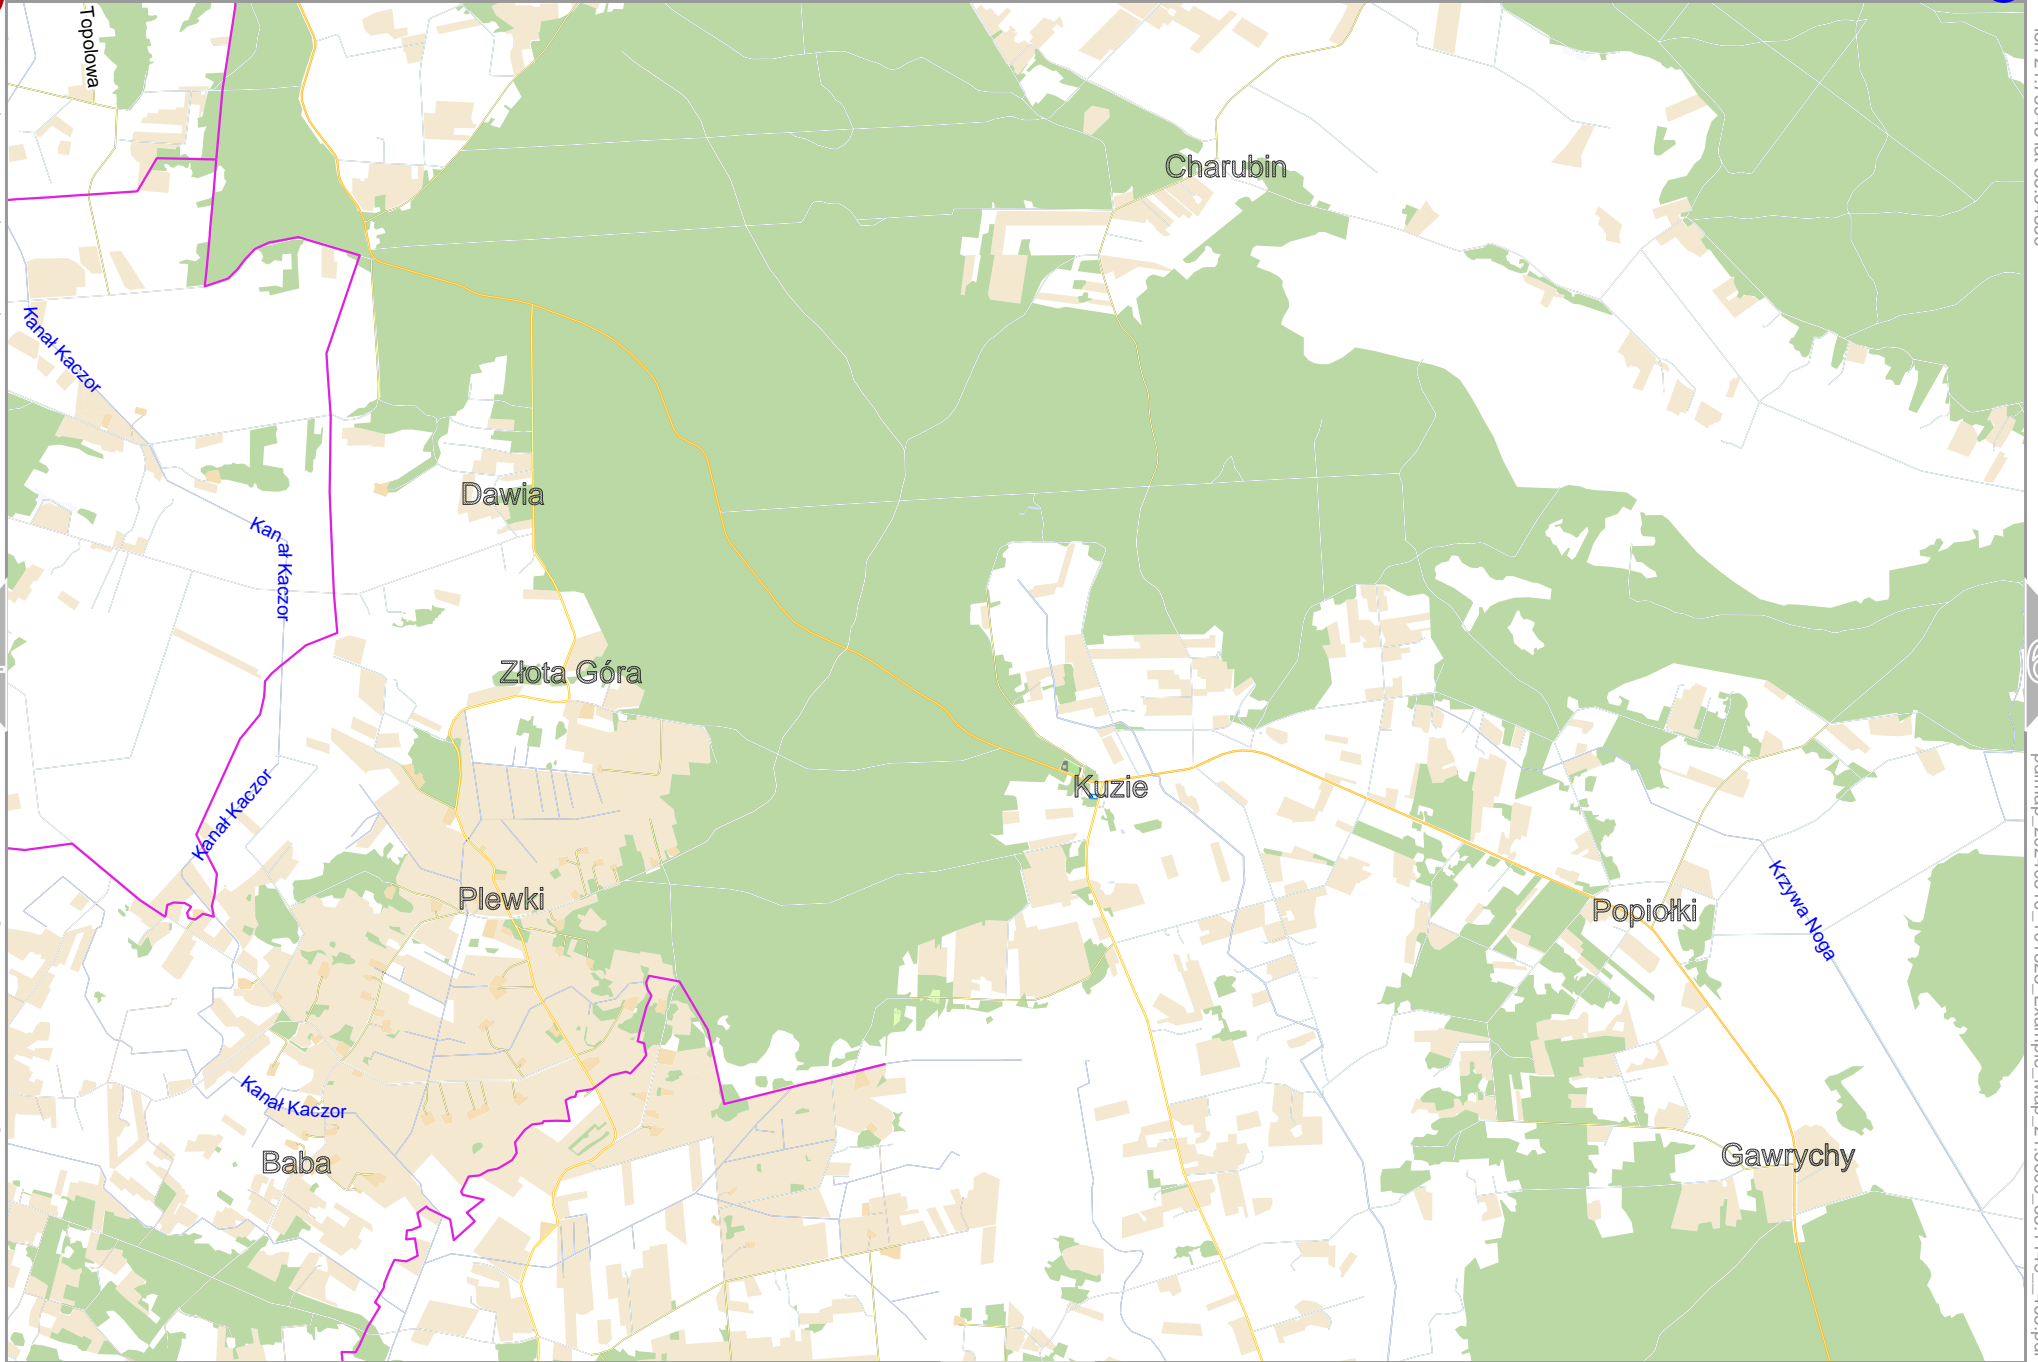 Topolowa
Charubin
Kanał Kaczor
Dawia
Kanał Kaczor
Złota Góra
Kanał Kaczor
Kuzie
Plewki
Popiołki
Krzywa Noga
Kanał Kaczor
Baba
Gawrychy